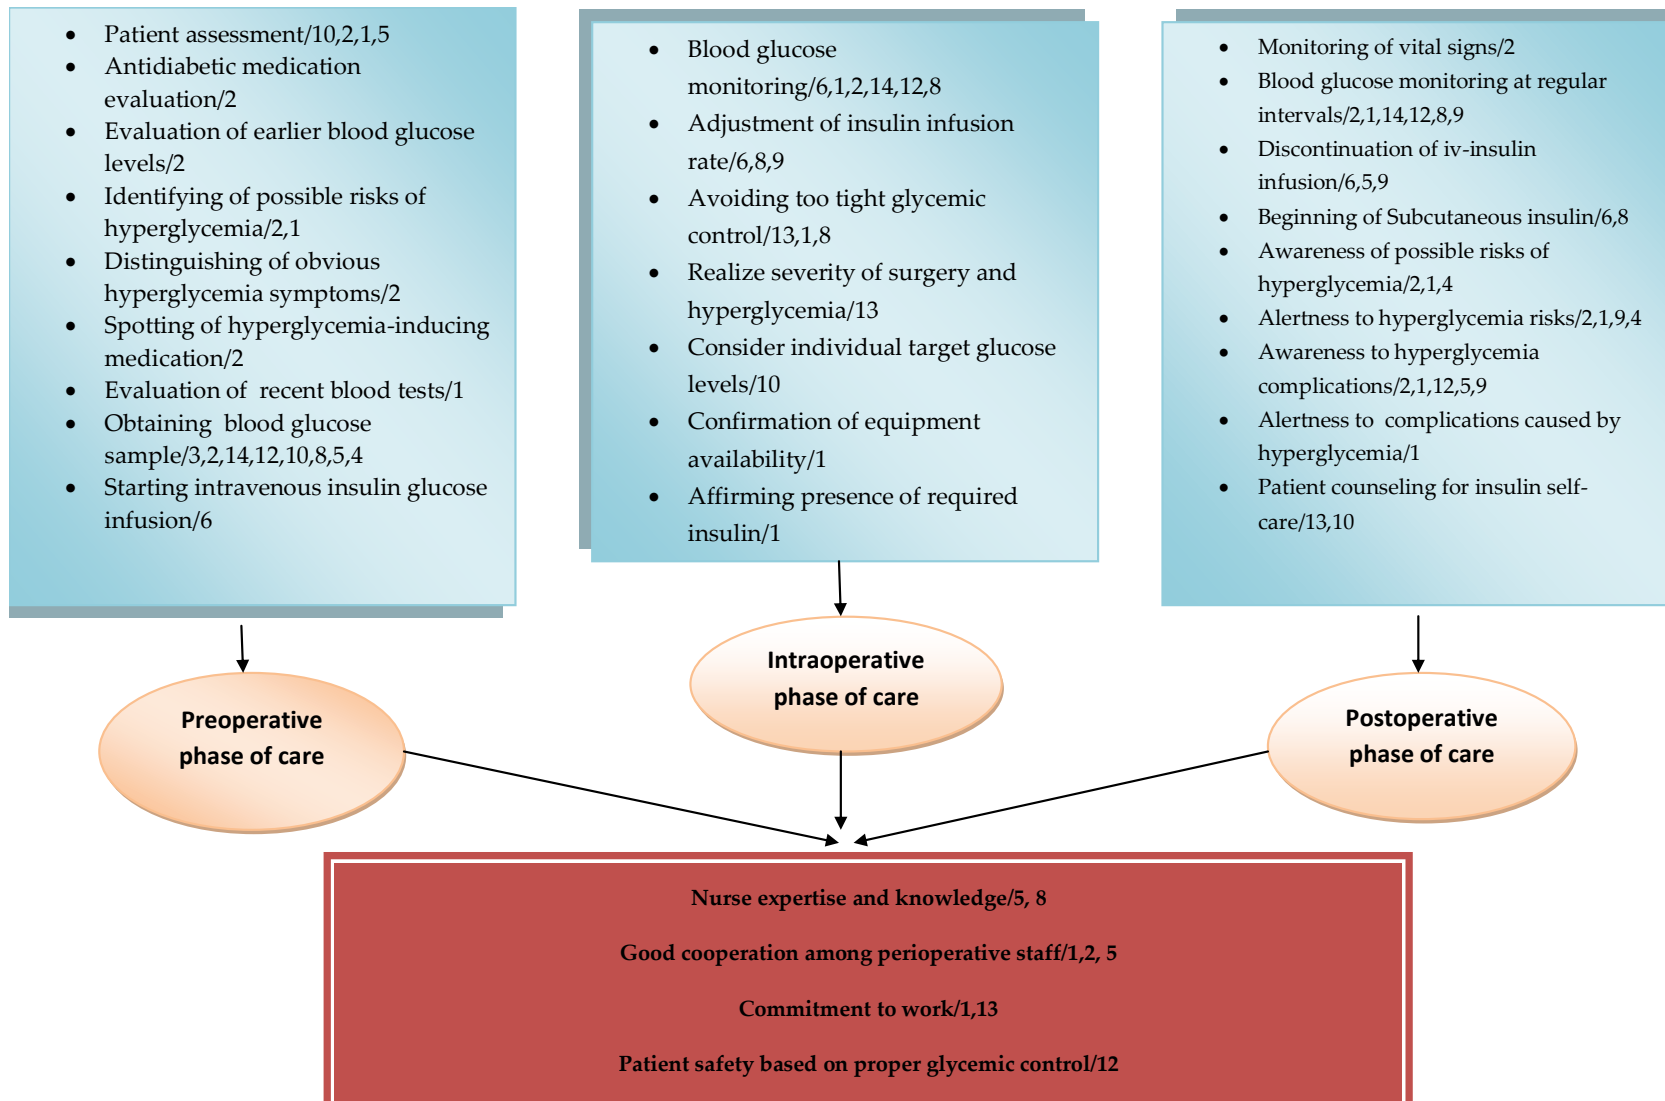 • Patient assessment/10,2,1,5
• Antidiabetic medication
evaluation/2
• Evaluation of earlier blood glucose
levels/2
• Identifying of possible risks of
hyperglycemia/2,1
• Distinguishing of obvious
hyperglycemia symptoms/2
• Spotting of hyperglycemia-inducing
medication/2
• Evaluation of recent blood tests/1
• Obtaining blood glucose
sample/3,2,14,12,10,8,5,4
• Starting intravenous insulin glucose
infusion/6
• Blood glucose
monitoring/6,1,2,14,12,8
• Adjustment of insulin infusion
rate/6,8,9
• Avoiding too tight glycemic
control/13,1,8
• Realize severity of surgery and
hyperglycemia/13
• Consider individual target glucose
levels/10
• Confirmation of equipment
availability/1
• Affirming presence of required
insulin/1
• Monitoring of vital signs/2
• Blood glucose monitoring at regular
intervals/2,1,14,12,8,9
• Discontinuation of iv-insulin
infusion/6,5,9
• Beginning of Subcutaneous insulin/6,8
• Awareness of possible risks of
hyperglycemia/2,1,4
• Alertness to hyperglycemia risks/2,1,9,4
• Awareness to hyperglycemia
complications/2,1,12,5,9
• Alertness to complications caused by
hyperglycemia/1
• Patient counseling for insulin self-
care/13,10
Preoperative
phase of care
Intraoperative
phase of care
Postoperative
phase of care
Nurse expertise and knowledge/5, 8
Good cooperation among perioperative staff/1,2, 5
Commitment to work/1,13
Patient safety based on proper glycemic control/12